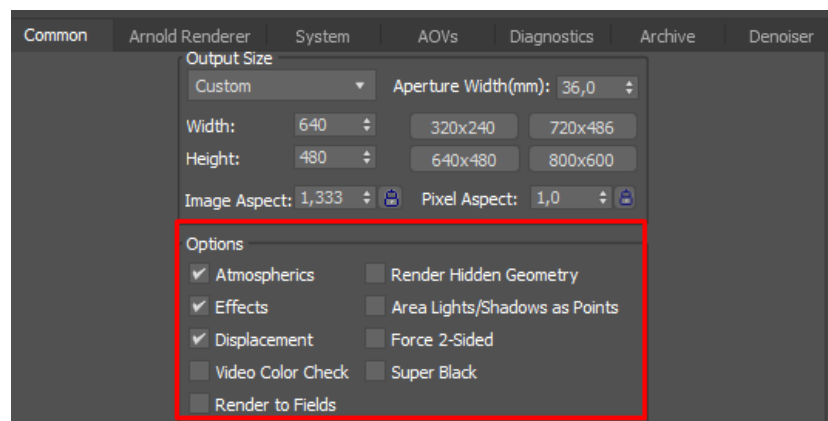 Common Arnold Renderer System AOVs Diagnostics Archive Denoiser
Output Size
Custom Aperture Width(mm): 36,0
Width: 640 320x240 720x486
Height: 480 640x480 800x600
Image Aspect: 1,333 Pixel Aspect: 1,0
Options
Atmospherics Render Hidden Geometry
Effects Area Lights/Shadows as Points
Displacement Force 2-Sided
Video Color Check Super Black
Render to Fields